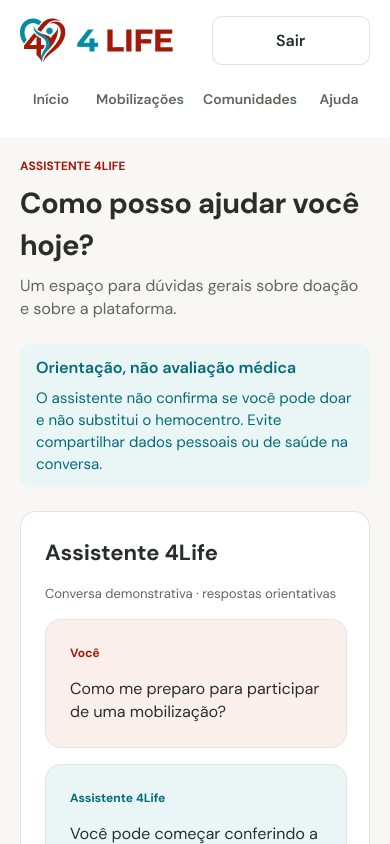 4 4 LIFE
Sair
Início Mobilizações Comunidades Ajuda
ASSISTENTE 4LIFE
Como posso ajudar você
hoje?
Um espaço para dúvidas gerais sobre doação
e sobre a plataforma.
Orientação, não avaliação médica
O assistente não confirma se você pode doar
e não substitui o hemocentro. Evite
compartilhar dados pessoais ou de saúde na
conversa.
Assistente 4Life
Conversa demonstrativa · respostas orientativas
Você
Como me preparo para participar
de uma mobilização?
Assistente 4Life
Você pode começar conferindo a